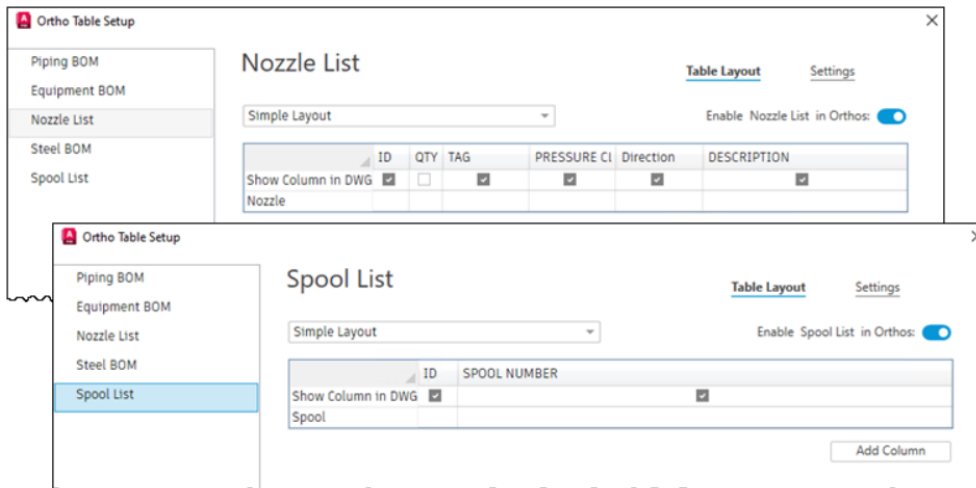 Ortho Table Setup
Piping BOM
Equipment BOM
Nozzle List
Steel BOM
Spool List
Nozzle List
Table Layout Settings
Simple Layout
Enable Nozzle List in Orthos:
ID QTY TAG PRESSURE CL Direction DESCRIPTION
Show Column in DWG
Nozzle
Ortho Table Setup
Piping BOM
Equipment BOM
Nozzle List
Steel BOM
Spool List
Spool List
Table Layout Settings
Simple Layout
Enable Spool List in Orthos:
ID SPOOL NUMBER
Show Column in DWG
Spool
Add Column